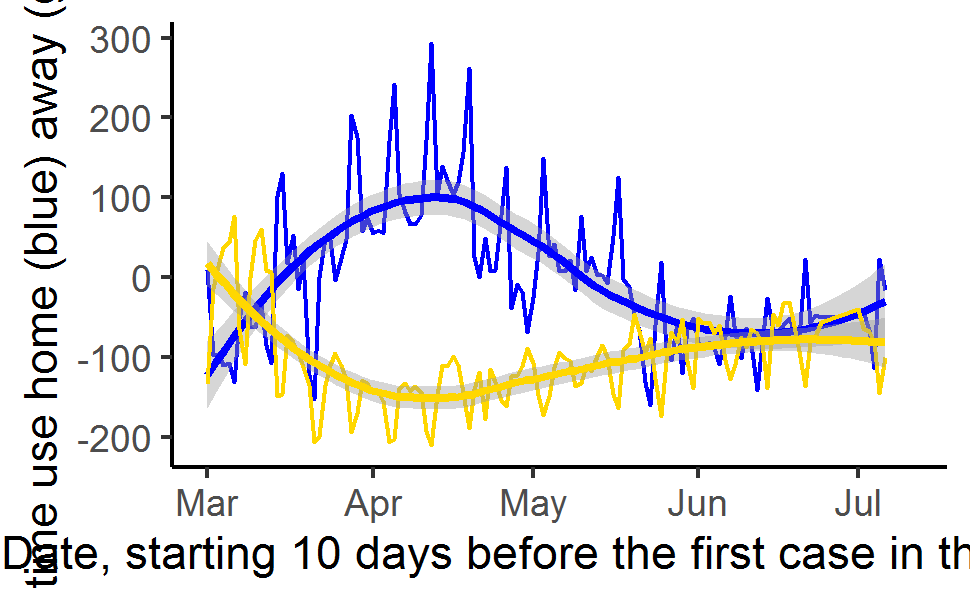 time use home (blue) away (
300
200
100
0
-100
-200
Mar Apr May Jun Jul
Date, starting 10 days before the first case in th